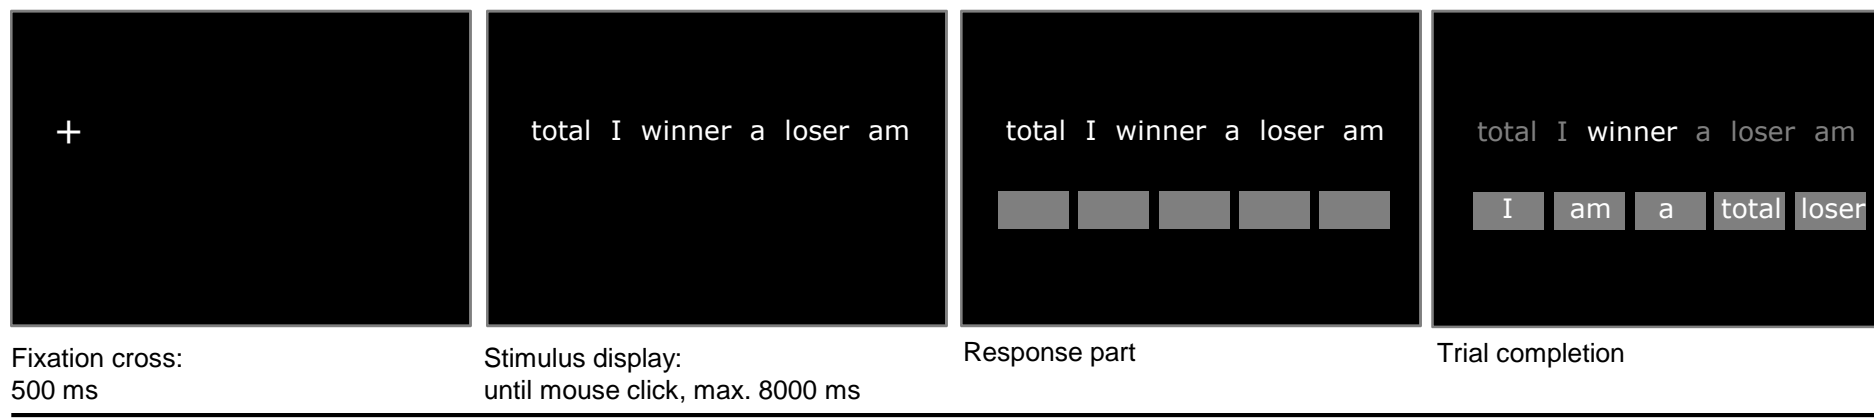 +
total I winner a loser am
total I winner a loser am
total I winner a loser am
I am a total loser
Fixation cross:
500 ms
Stimulus display:
until mouse click, max. 8000 ms
Response part
Trial completion